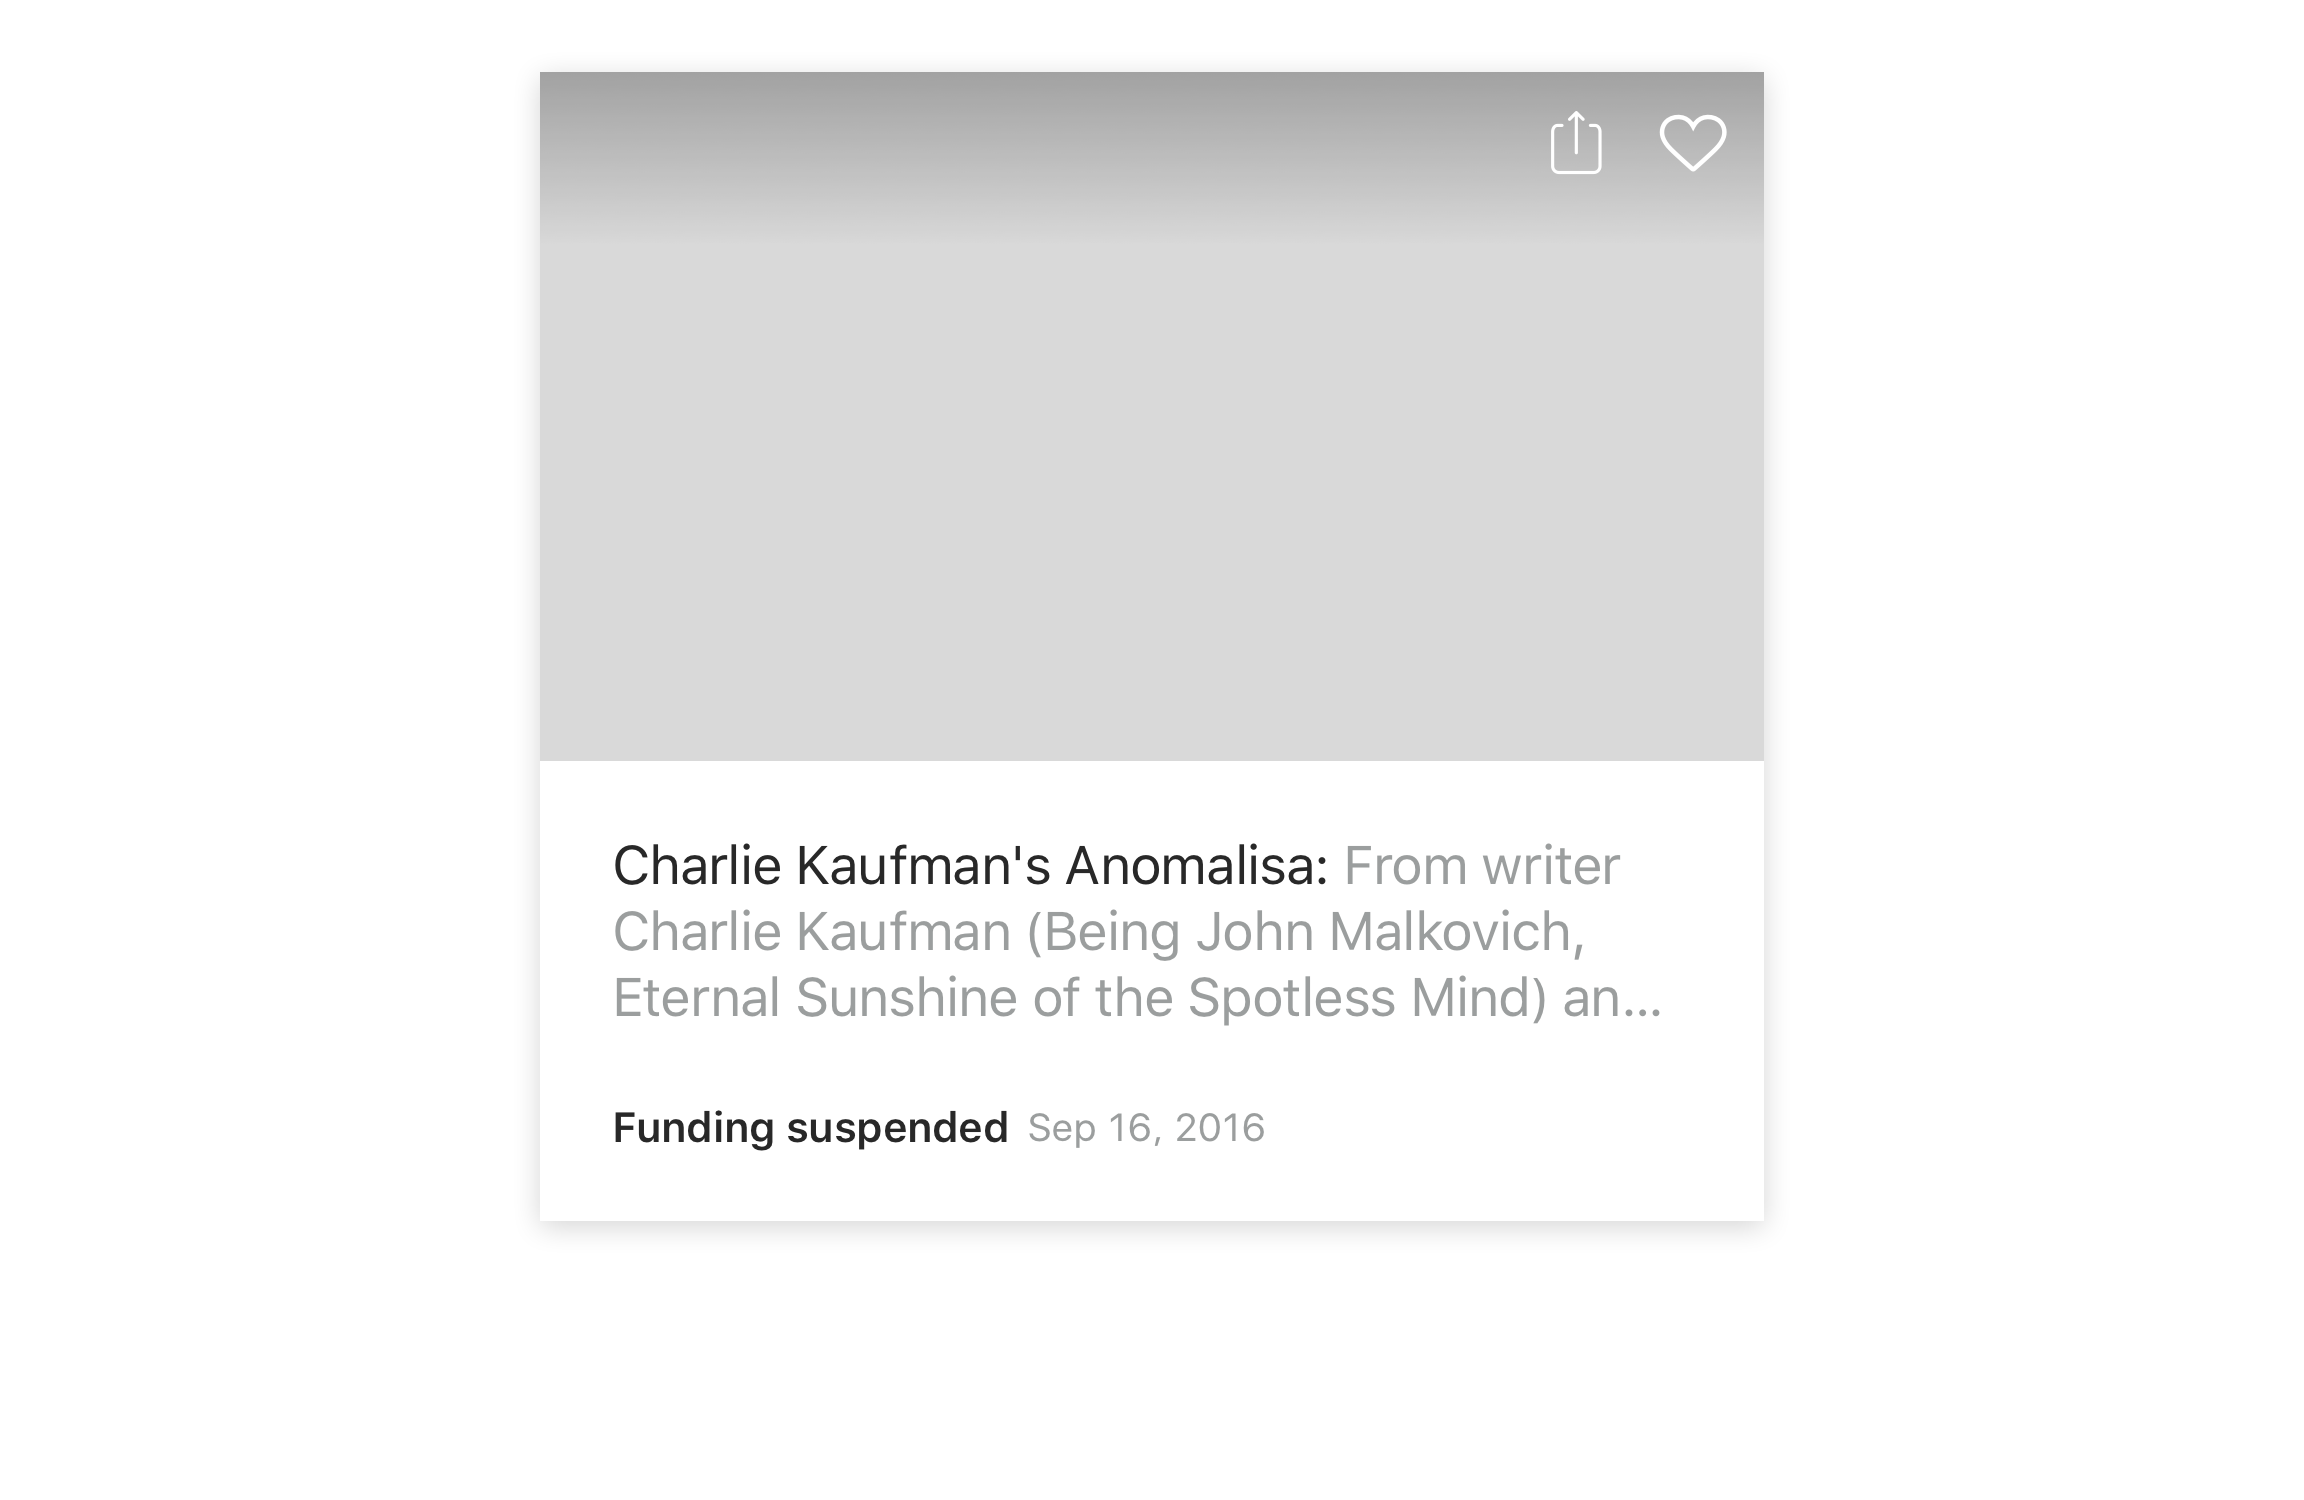 Charlie Kaufman's Anomalisa: From writer
Charlie Kaufman (Being John Malkovich,
Eternal Sunshine of the Spotless Mind) an...
Funding suspended Sep 16, 2016